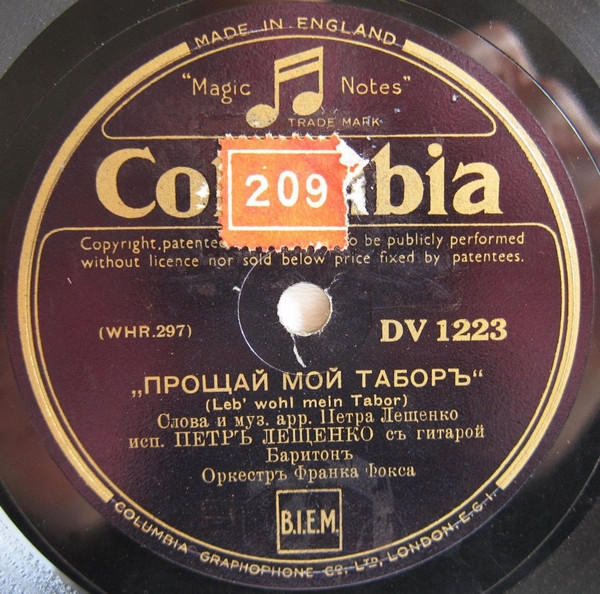 MADE IN ENGLAND
"Magic Notes"
TRADE MARK
Co bia
209
Copyright, patentee o be publicly performed
without licence nor sold below price fixed by patentees.
(WHR.297) DV 1223
„ПРОЩАЙ МОЙ ТАБОРЪ“
(Leb' wohl mein Tabor)
Слова и муз. арр. Петра Лещенко
исп. ПЕТРЪ ЛЕЩЕНКО съ гитарой
Баритонъ
Оркестръ Франка Фокса
B.I.E.M.
COLUMBIA GRAPHOPHONE CO., LTD, LONDON, E.C.1.